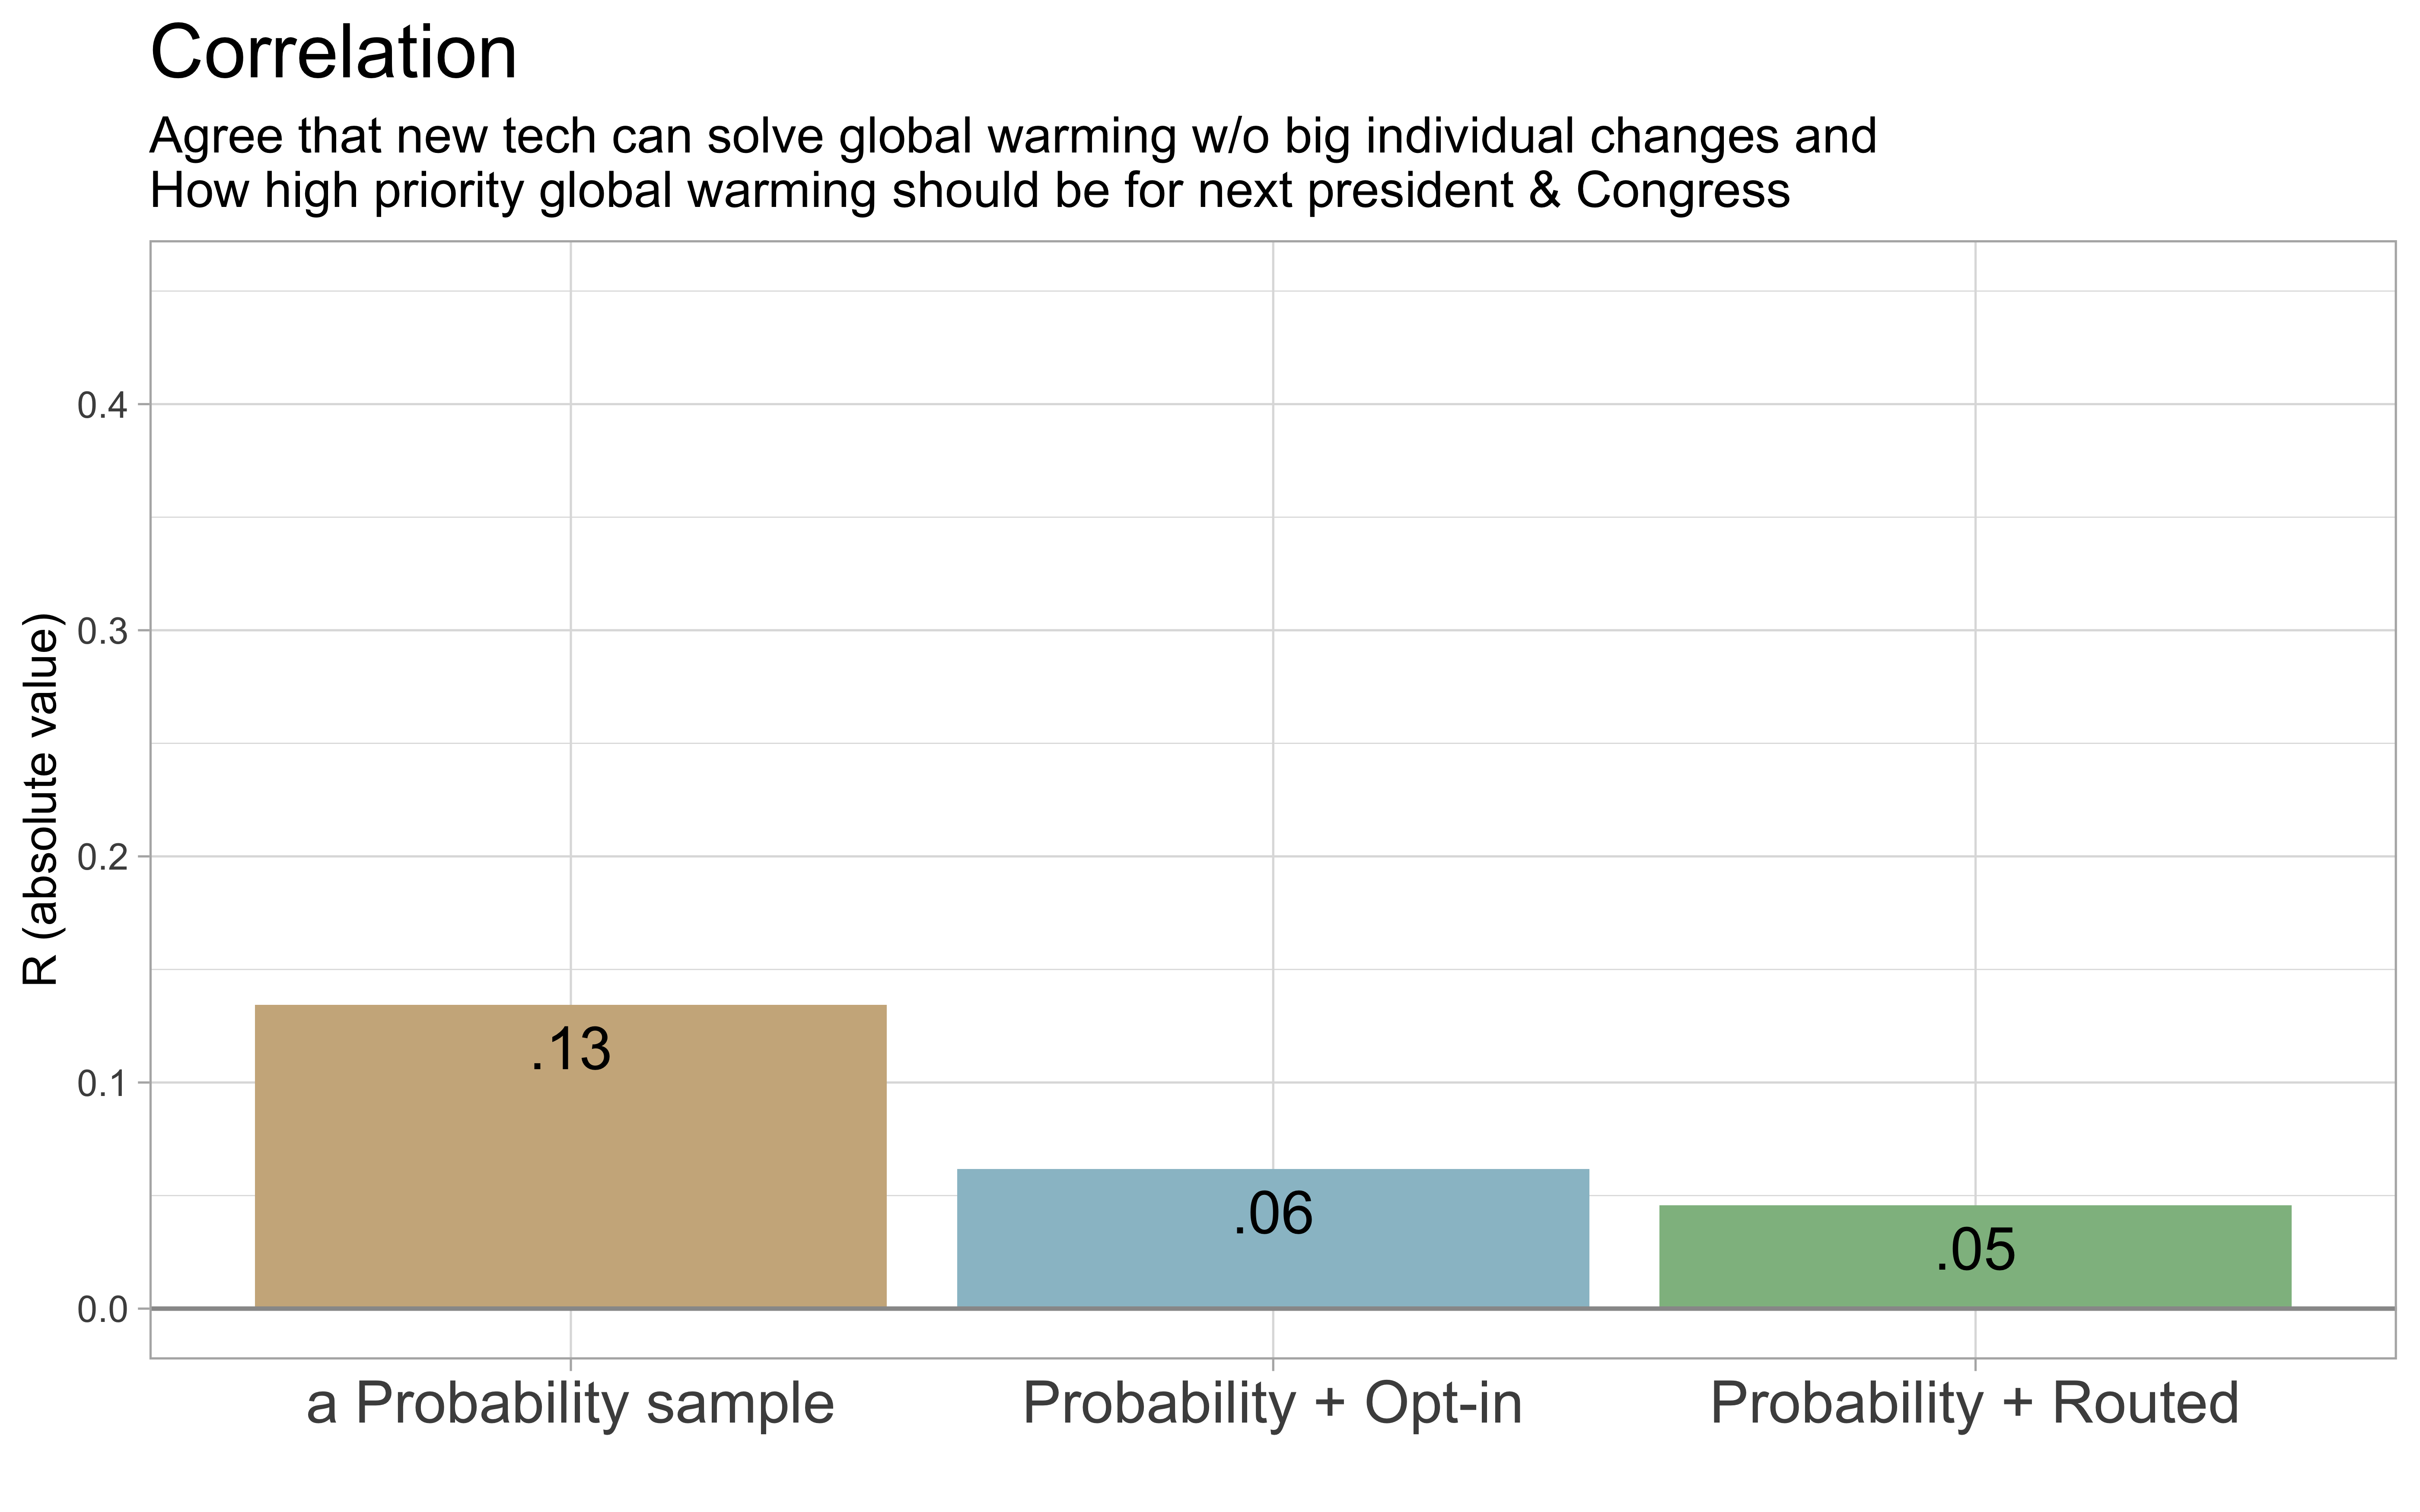 Correlation
Agree that new tech can solve global warming w/o big individual changes and
How high priority global warming should be for next president & Congress
R (absolute value)
0.4
0.3
0.2
0.1
0.0
.13
.06
.05
a Probability sample
Probability + Opt-in
Probability + Routed